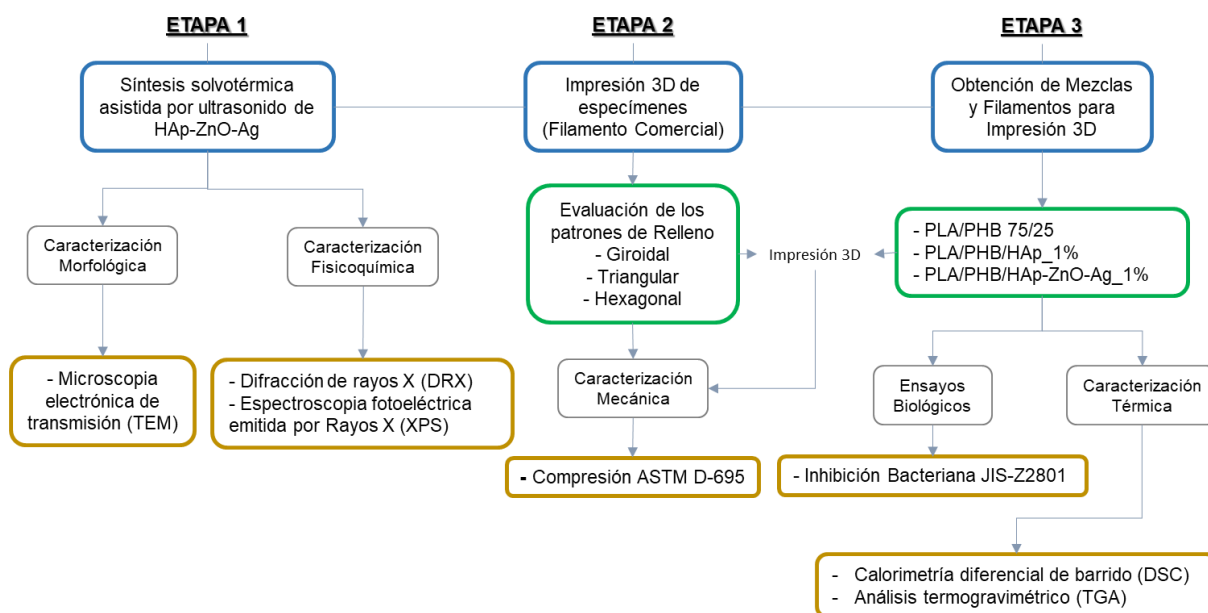 ETAPA 1
Síntesis solvotérmica
asistida por ultrasonido de
HAp-ZnO-Ag
Caracterización
Morfológica
Caracterización
Fisicoquímica
- Microscopia
electrónica de
transmisión (TEM)
- Difracción de rayos X (DRX)
- Espectroscopia fotoeléctrica
emitida por Rayos X (XPS)
ETAPA 2
Impresión 3D de
especímenes
(Filamento Comercial)
Evaluación de los
patrones de Relleno
- Giroidal
- Triangular
- Hexagonal
Impresión 3D
Caracterización
Mecánica
- Compresión ASTM D-695
ETAPA 3
Obtención de Mezclas
y Filamentos para
Impresión 3D
- PLA/PHB 75/25
- PLA/PHB/HAp_1%
- PLA/PHB/HAp-ZnO-Ag_1%
Ensayos
Biológicos
Caracterización
Térmica
- Inhibición Bacteriana JIS-Z2801
- Calorimetría diferencial de barrido (DSC)
- Análisis termogravimétrico (TGA)